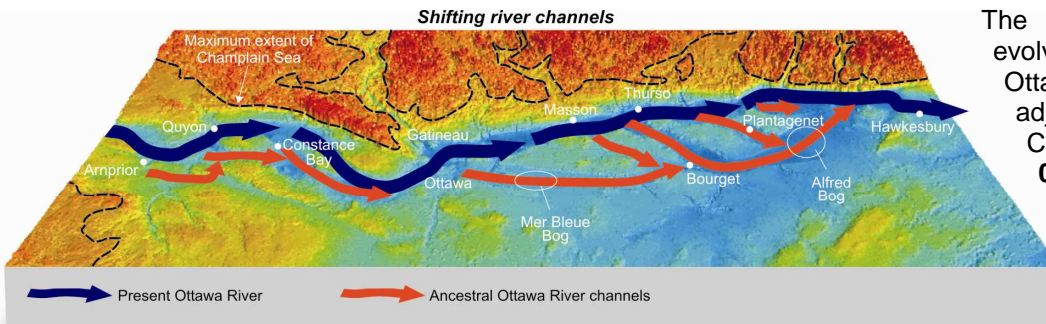 Shifting river channels
The
evolv
Otta
adj
C
Maximum extent of
Champlain Sea
Quyon
Arnprior
Constance
Bay
Gatineau
Ottawa
Masson
Thurso
Plantagenet
Hawkesbury
Bourget
Alfred
Bog
Mer Bleue
Bog
Present Ottawa River
Ancestral Ottawa River channels